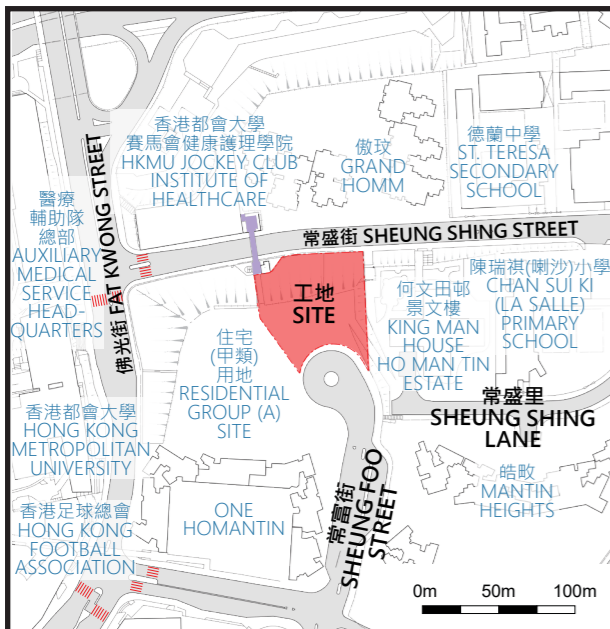 香港都會大學
賽馬會健康護理學院
HKMU JOCKEY CLUB
INSTITUTE OF
HEALTHCARE
傲玟
GRAND
HOMM
德蘭中學
ST. TERESA
SECONDARY
SCHOOL
醫療
輔助隊
總部
AUXILIARY
MEDICAL
SERVICE
HEAD-
QUARTERS
佛光街 FAT KWONG STREET
常盛街 SHEUNG SHING STREET
工地
SITE
何文田邨
景文樓
KING MAN
HOUSE
HO MAN TIN
ESTATE
陳瑞祺(喇沙)小學
CHAN SUI KI
(LA SALLE)
PRIMARY
SCHOOL
住宅
(甲類)
用地
RESIDENTIAL
GROUP (A)
SITE
常盛里
SHEUNG SHING
LANE
香港都會大學
HONG KONG
METROPOLITAN
UNIVERSITY
皓畋
MANTIN
HEIGHTS
香港足球總會
HONG KONG
FOOTBALL
ASSOCIATION
ONE
HOMANTIN
常富街
SHEUNG FOO
STREET
0m 50m 100m